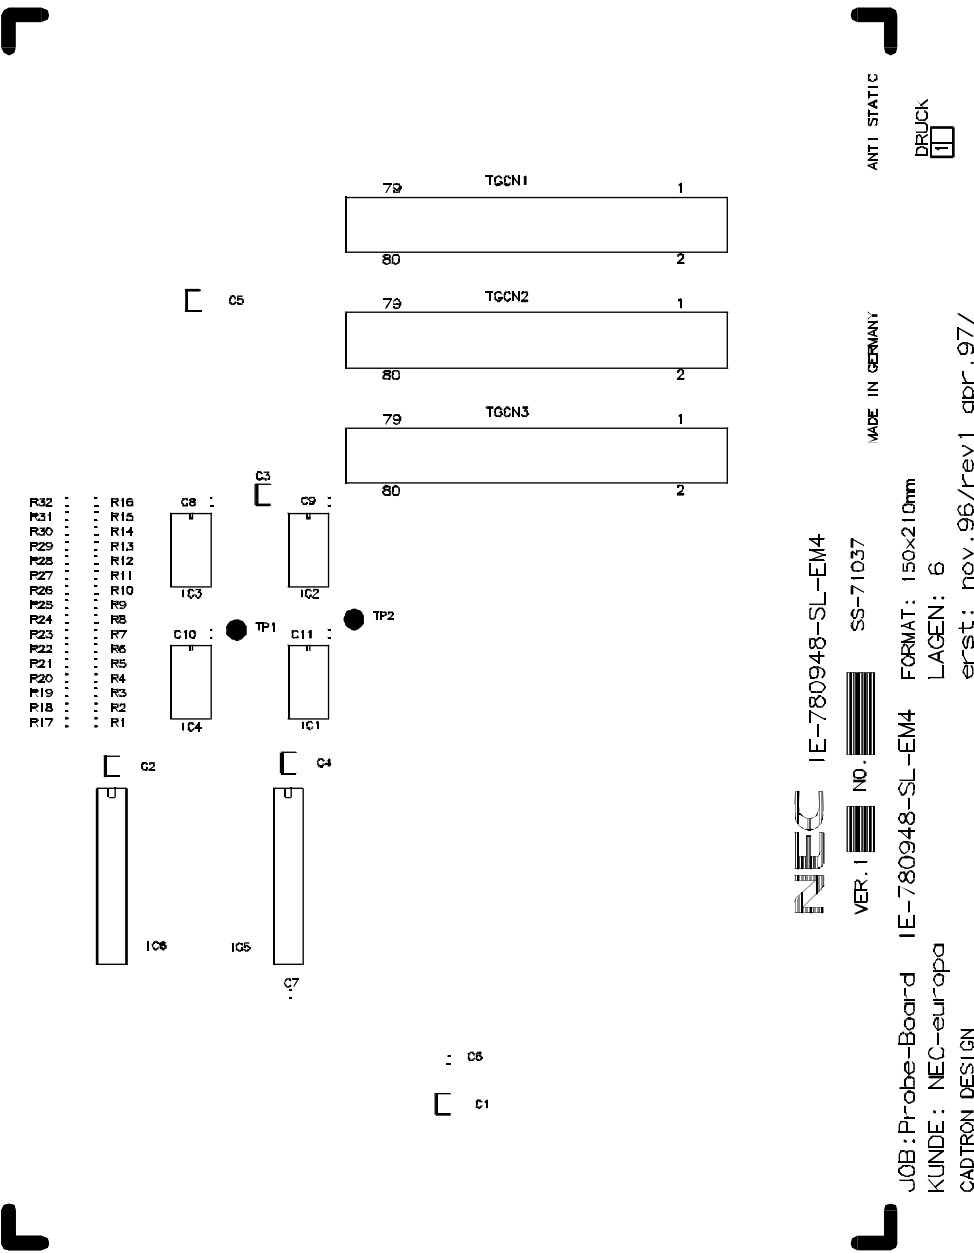 79 TGCN1 1
80 2
C5
79 TGCN2 1
80 2
79 TGCN3 1
80 2
C3
R32 R16 C8 C9
R31 R15
R30 R14
R29 R13
R28 R12
R27 R11
R26 R10 IC3 IC2
R25 R9
R24 R8 TP1 TP2
R23 R7 C10 C11
R22 R6
R21 R5
R20 R4
R19 R3
R18 R2
R17 R1 IC4 IC1
C2 C4
IC6 IC5
C7
C6
C1
NEC IE-780948-SL-EM4
VER.1 NO. SS-71037
MADE IN GERMANY
ANTI STATIC
JOB:Probe-Board IE-780948-SL-EM4 FORMAT: 150x210mm
DRUCK
1
KUNDE: NEC-europa LAGEN: 6
CADTRON DESIGN erst: nov.96/rev1 apr.97/